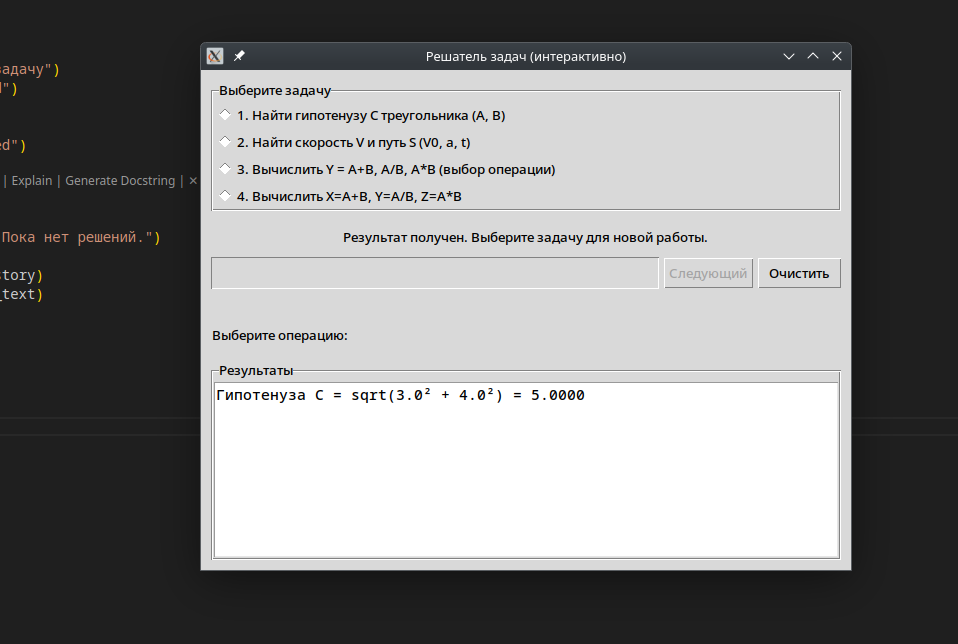 Решатель задач (интерактивно)
задачу")
")
ed")
| Explain | Generate Docstring | ×
Пока нет решений.")
story)
_text)
Выберите задачу
1. Найти гипотенузу C треугольника (A, B)
2. Найти скорость V и путь S (V0, a, t)
3. Вычислить Y = A+B, A/B, A*B (выбор операции)
4. Вычислить X=A+B, Y=A/B, Z=A*B
Результат получен. Выберите задачу для новой работы.
Следующий
Очистить
Выберите операцию:
Результаты
Гипотенуза C = sqrt(3.0² + 4.0²) = 5.0000